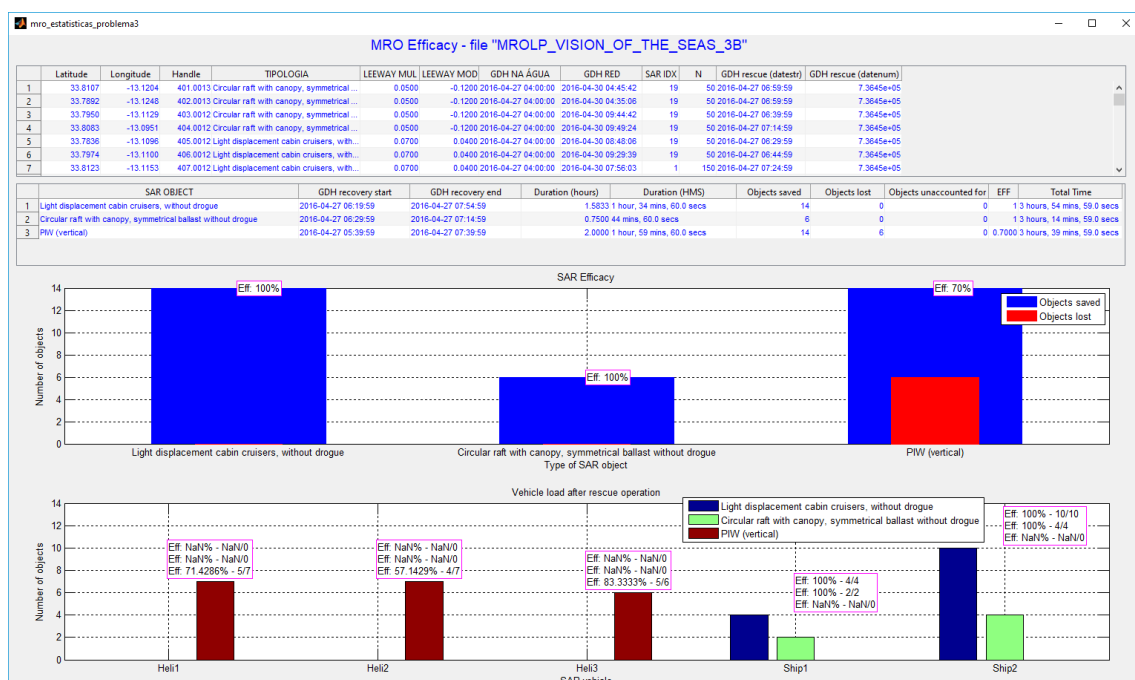 mro_estatisticas_problema3
MRO Efficacy - file "MROLP_VISION_OF_THE_SEAS_3B"
Latitude Longitude Handle TIPOLOGIA LEEWAY MUL LEEWAY MOD GDH NA ÁGUA GDH RED SAR IDX N GDH rescue (datestr) GDH rescue (datenum)
1 33.8107 -13.1204 401.0013 Circular raft with canopy, symmetrical ... 0.0500 -0.1200 2016-04-27 04:00:00 2016-04-30 04:45:42 19 50 2016-04-27 06:59:59 7.3645e+05
2 33.7892 -13.1248 402.0013 Circular raft with canopy, symmetrical ... 0.0500 -0.1200 2016-04-27 04:00:00 2016-04-30 04:35:06 19 50 2016-04-27 06:59:59 7.3645e+05
3 33.7950 -13.1129 403.0012 Circular raft with canopy, symmetrical ... 0.0500 -0.1200 2016-04-27 04:00:00 2016-04-30 09:44:42 19 50 2016-04-27 06:39:59 7.3645e+05
4 33.8083 -13.0951 404.0012 Circular raft with canopy, symmetrical ... 0.0500 -0.1200 2016-04-27 04:00:00 2016-04-30 09:49:24 19 50 2016-04-27 07:14:59 7.3645e+05
5 33.7836 -13.1096 405.0012 Light displacement cabin cruisers, with... 0.0700 0.0400 2016-04-27 04:00:00 2016-04-30 08:48:06 19 50 2016-04-27 06:29:59 7.3645e+05
6 33.7974 -13.1100 406.0012 Light displacement cabin cruisers, with... 0.0700 0.0400 2016-04-27 04:00:00 2016-04-30 09:29:39 19 50 2016-04-27 06:44:59 7.3645e+05
7 33.8123 -13.1153 407.0012 Light displacement cabin cruisers, with... 0.0700 0.0400 2016-04-27 04:00:00 2016-04-30 07:56:03 1 150 2016-04-27 07:24:59 7.3645e+05
SAR OBJECT GDH recovery start GDH recovery end Duration (hours) Duration (HMS) Objects saved Objects lost Objects unaccounted for EFF Total Time
1 Light displacement cabin cruisers, without drogue 2016-04-27 06:19:59 2016-04-27 07:54:59 1.5833 1 hour, 34 mins, 60.0 secs 14 0 0 1 3 hours, 54 mins, 59.0 secs
2 Circular raft with canopy, symmetrical ballast without drogue 2016-04-27 06:29:59 2016-04-27 07:14:59 0.7500 44 mins, 60.0 secs 6 0 0 1 3 hours, 14 mins, 59.0 secs
3 PIW (vertical) 2016-04-27 05:39:59 2016-04-27 07:39:59 2.0000 1 hour, 59 mins, 60.0 secs 14 6 0 0.7000 3 hours, 39 mins, 59.0 secs
SAR Efficacy
14
12
10
8
6
4
2
0
Number of objects
Eff: 100%
Eff: 100%
Eff: 70%
Objects saved
Objects lost
Light displacement cabin cruisers, without drogue
Circular raft with canopy, symmetrical ballast without drogue
PIW (vertical)
Type of SAR object
Vehicle load after rescue operation
14
12
10
8
6
4
2
0
Number of objects
Light displacement cabin cruisers, without drogue
Circular raft with canopy, symmetrical ballast without drogue
PIW (vertical)
Eff: NaN% - NaN/0
Eff: NaN% - NaN/0
Eff: 71.4286% - 5/7
Eff: NaN% - NaN/0
Eff: NaN% - NaN/0
Eff: 57.1429% - 4/7
Eff: NaN% - NaN/0
Eff: NaN% - NaN/0
Eff: 83.3333% - 5/6
Eff: 100% - 4/4
Eff: 100% - 2/2
Eff: NaN% - NaN/0
Eff: 100% - 10/10
Eff: 100% - 4/4
Eff: NaN% - NaN/0
Heli1
Heli2
Heli3
Ship1
Ship2
SAR vehicle